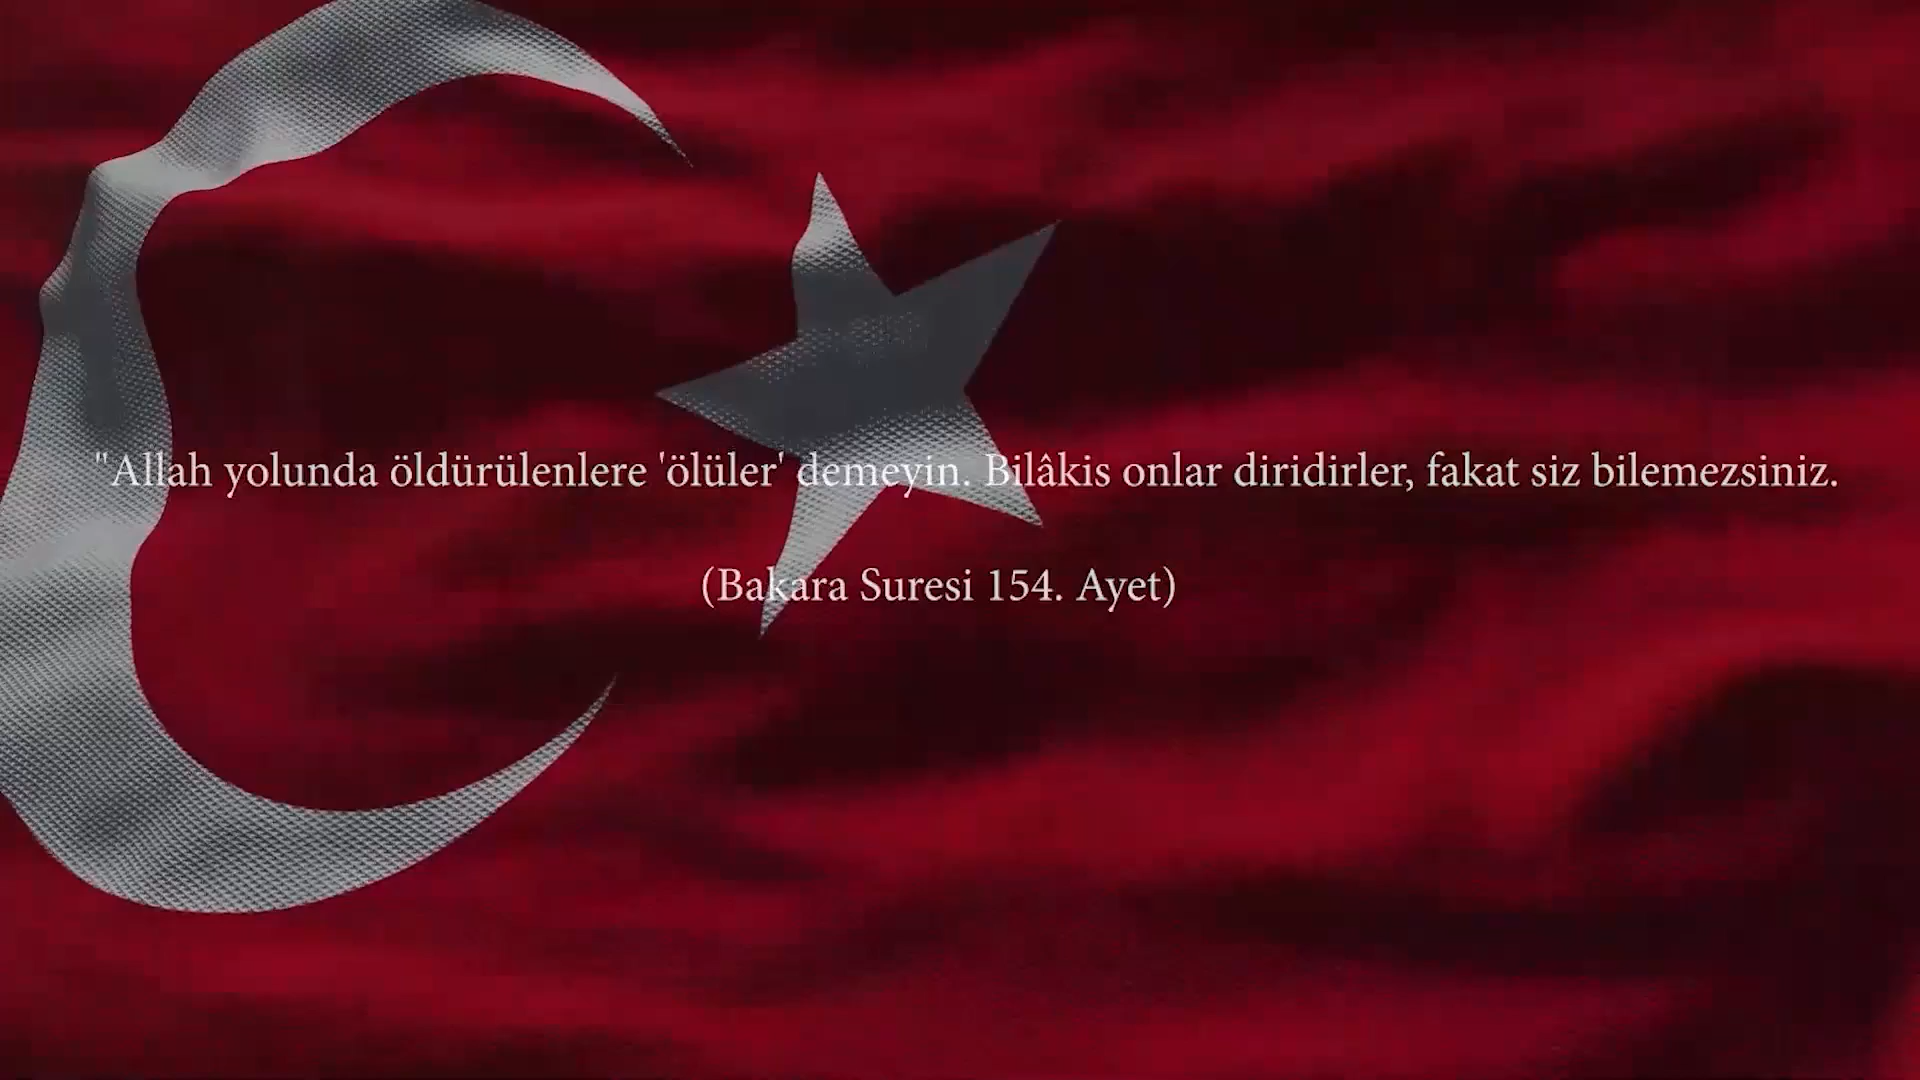 "Allah yolunda öldürülenlere 'ölüler' demeyin. Bilâkis onlar diridirler, fakat siz bilemezsiniz.
(Bakara Suresi 154. Ayet)